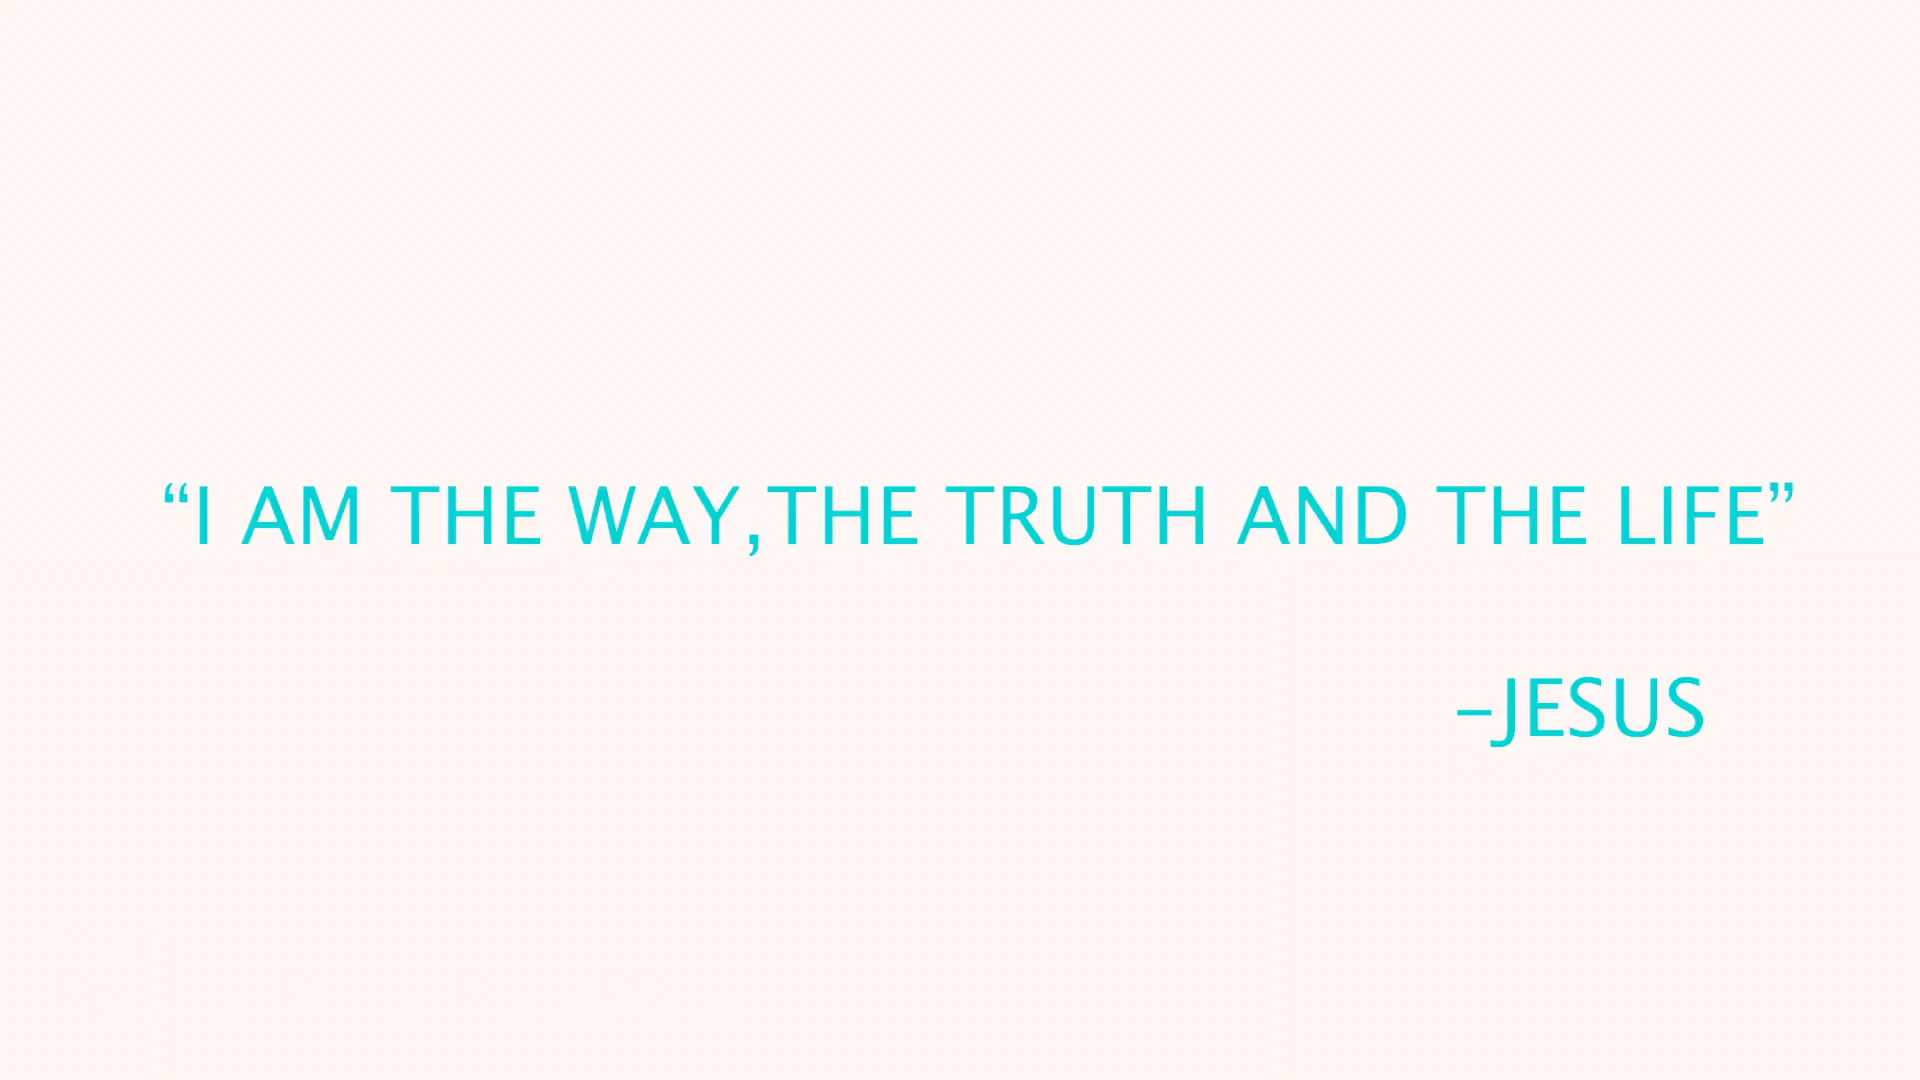 “I AM THE WAY,THE TRUTH AND THE LIFE”
–JESUS